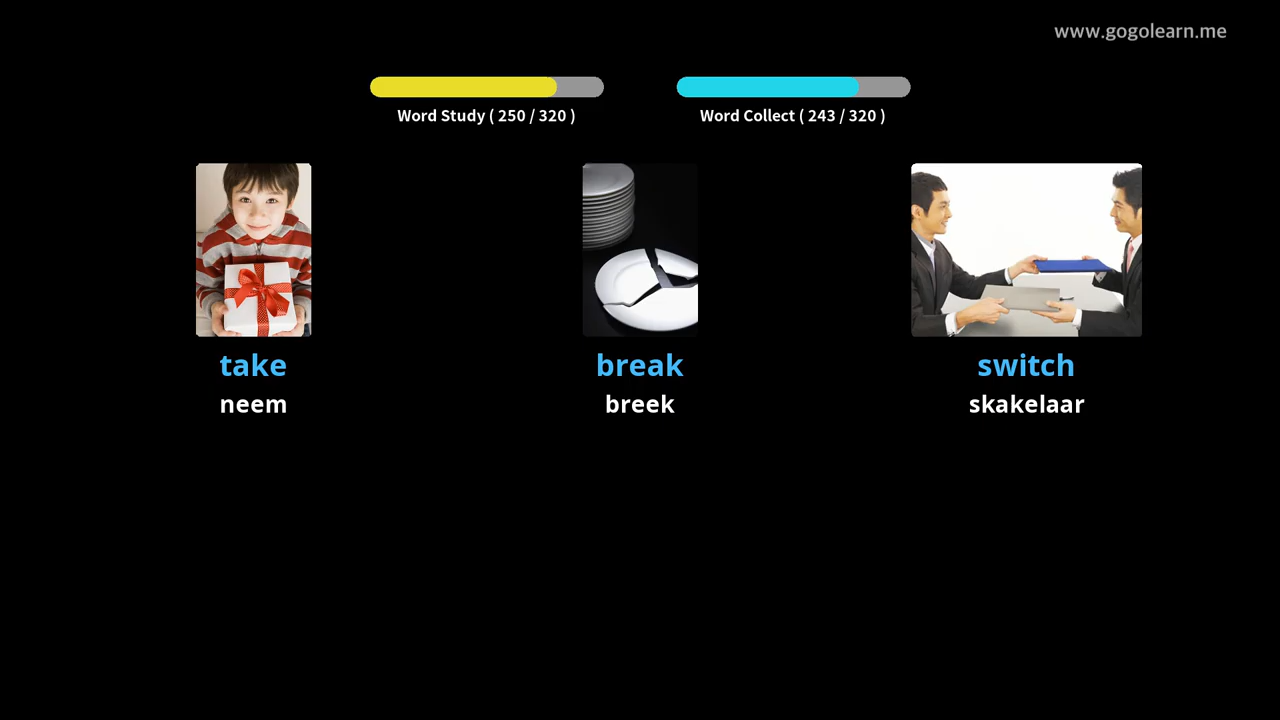 www.gogolearn.me
Word Study ( 250 / 320 )
Word Collect ( 243 / 320 )
take
break
switch
neem
breek
skakelaar